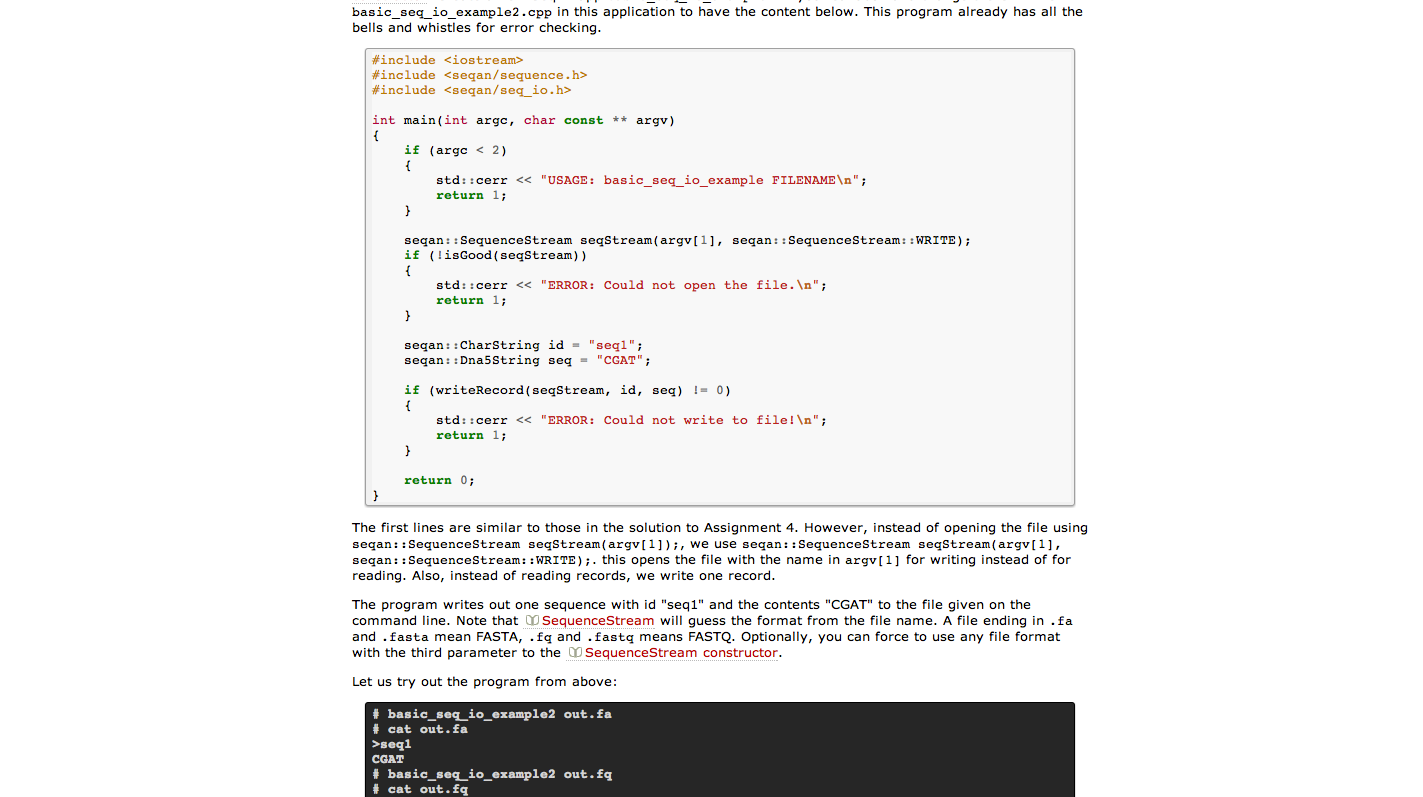 basic_seq_io_example2.cpp in this application to have the content below. This program already has all the
bells and whistles for error checking.
#include <iostream>
#include <seqan/sequence.h>
#include <seqan/seq_io.h>
int main(int argc, char const ** argv)
{
    if (argc < 2)
    {
        std::cerr << "USAGE: basic_seq_io_example FILENAME\n";
        return 1;
    }
    seqan::SequenceStream seqStream(argv[1], seqan::SequenceStream::WRITE);
    if (!isGood(seqStream))
    {
        std::cerr << "ERROR: Could not open the file.\n";
        return 1;
    }
    seqan::CharString id = "seq1";
    seqan::Dna5String seq = "CGAT";
    if (writeRecord(seqStream, id, seq) != 0)
    {
        std::cerr << "ERROR: Could not write to file!\n";
        return 1;
    }
    return 0;
}
The first lines are similar to those in the solution to Assignment 4. However, instead of opening the file using
seqan::SequenceStream seqStream(argv[1]);, we use seqan::SequenceStream seqStream(argv[1],
seqan::SequenceStream::WRITE);. this opens the file with the name in argv[1] for writing instead of for
reading. Also, instead of reading records, we write one record.
The program writes out one sequence with id "seq1" and the contents "CGAT" to the file given on the
command line. Note that SequenceStream will guess the format from the file name. A file ending in .fa
and .fasta mean FASTA, .fq and .fastq means FASTQ. Optionally, you can force to use any file format
with the third parameter to the SequenceStream constructor.
Let us try out the program from above:
# basic_seq_io_example2 out.fa
# cat out.fa
>seq1
CGAT
# basic_seq_io_example2 out.fq
# cat out.fq